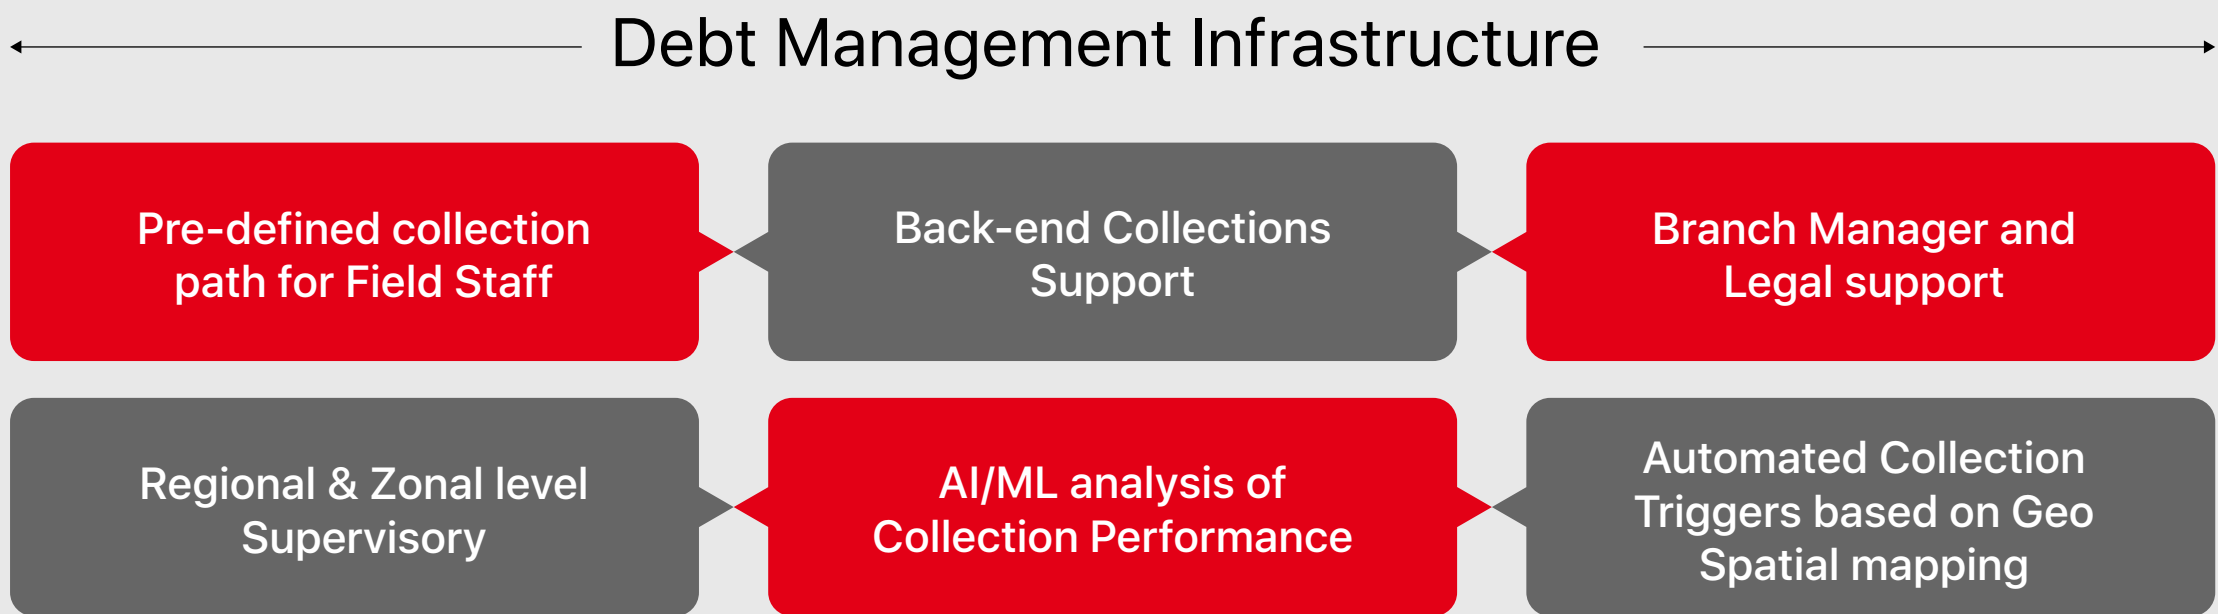 Debt Management Infrastructure
Pre-defined collection
path for Field Staff
Back-end Collections
Support
Branch Manager and
Legal support
Regional & Zonal level
Supervisory
AI/ML analysis of
Collection Performance
Automated Collection
Triggers based on Geo
Spatial mapping